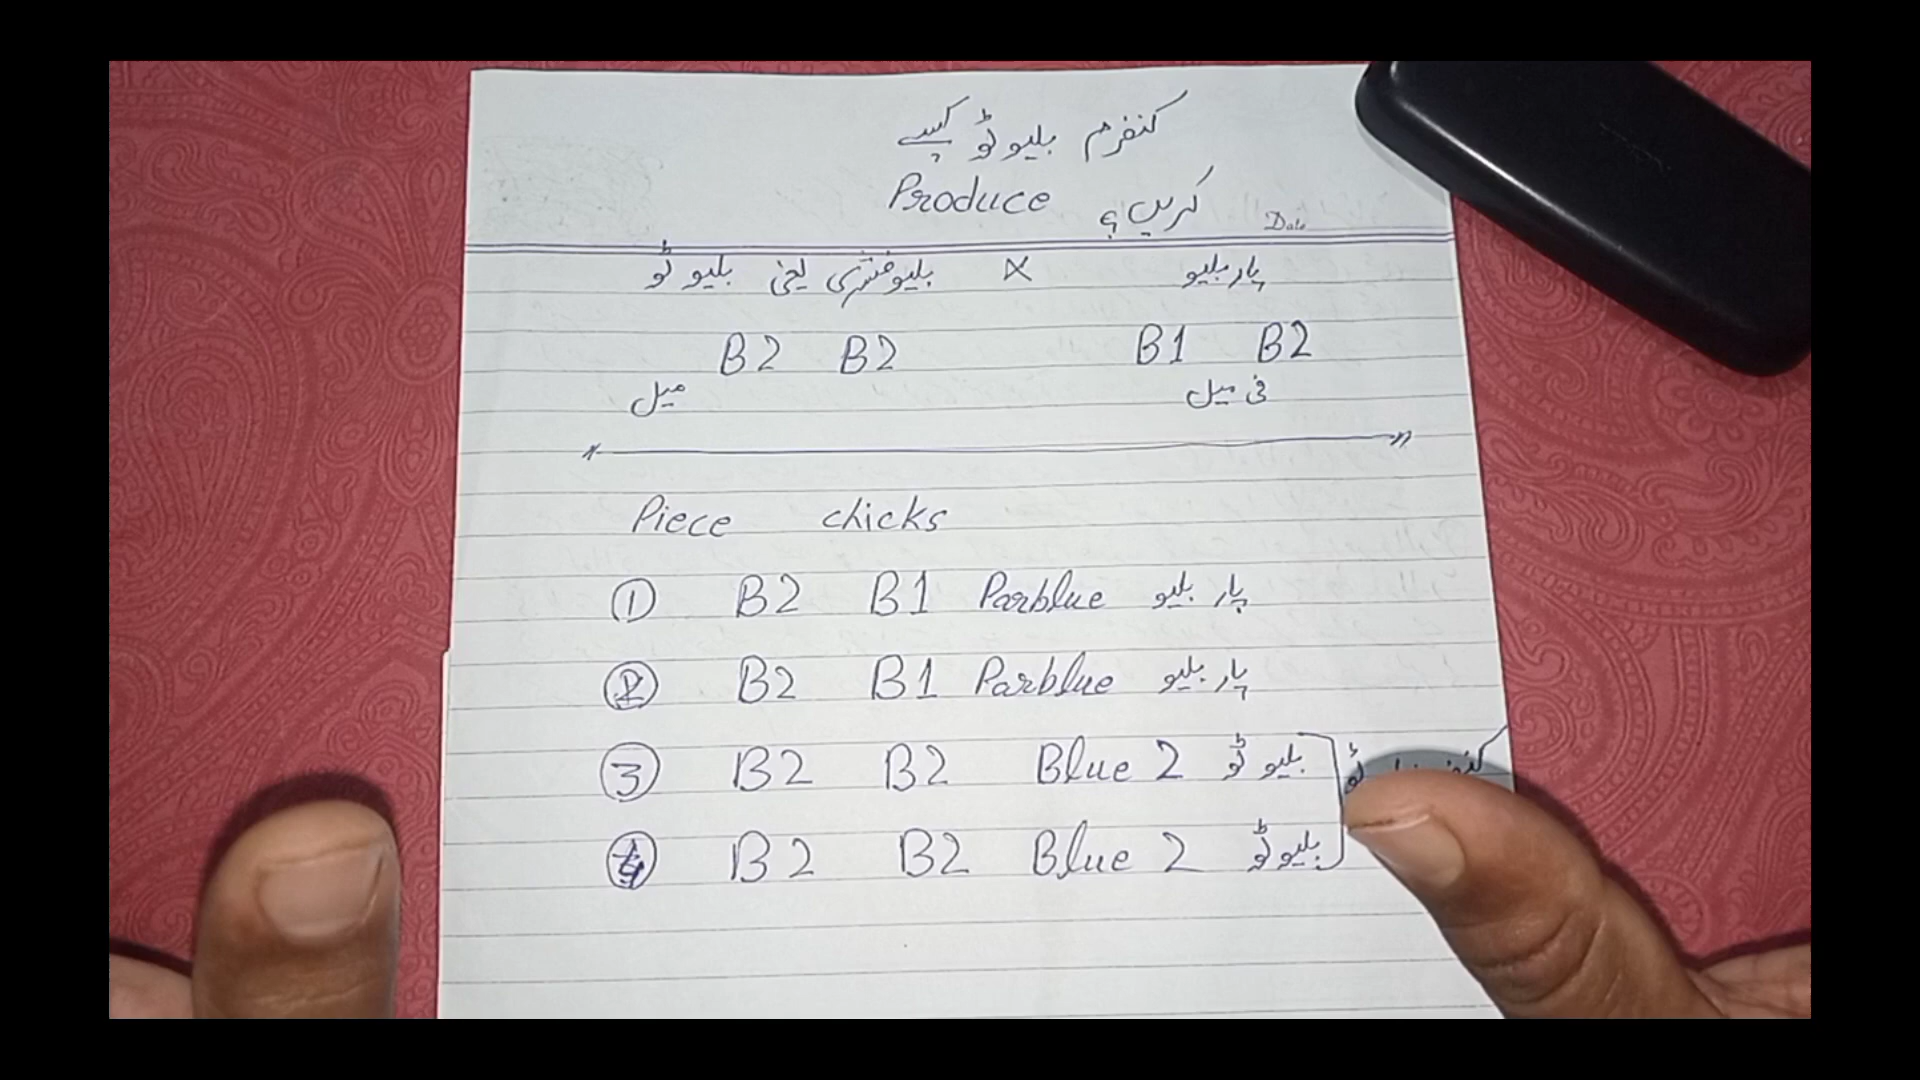 کنفرم بلیو ٹو کیسے
کریں؟ Produce
Date
پار بلیو × بلیو فشری یعنی بلیو ٹو
B2 B2 B1 B2
میل فی میل
Piece chicks
① B2 B1 Parblue پار بلیو
② B2 B1 Parblue پار بلیو
③ B2 B2 Blue 2 بلیو ٹو
④ B2 B2 Blue 2 بلیو ٹو